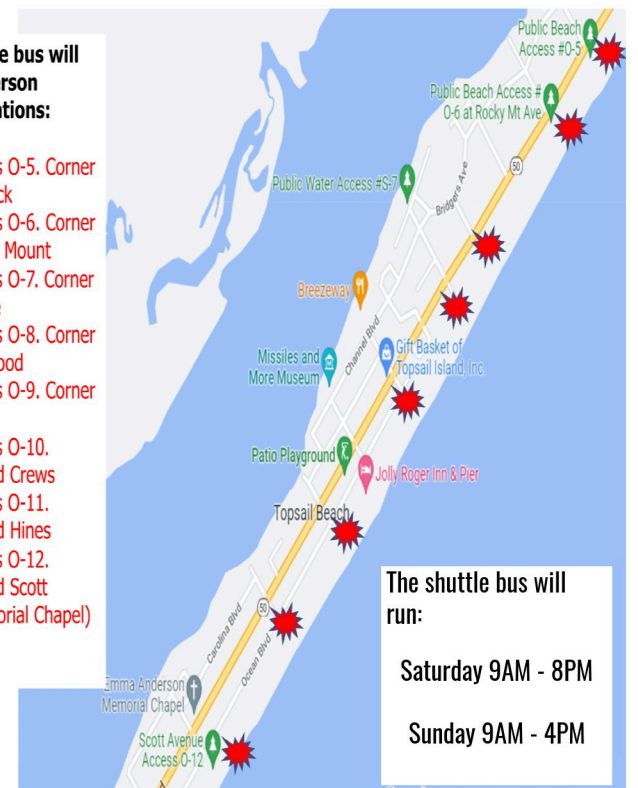 e bus will
erson
ations:
s O-5. Corner
ck
s O-6. Corner
Mount
s O-7. Corner
s O-8. Corner
ood
s O-9. Corner
s O-10.
d Crews
s O-11.
d Hines
s O-12.
d Scott
orial Chapel)
Public Beach
Access #O-5
Public Beach Access #
O-6 at Rocky Mt Ave
50
Public Water Access #S-7
Bridgers Ave
Breezeway
Channel Blvd
Missiles and
More Museum
Gift Basket of
Topsail Island, Inc.
Patio Playground
Jolly Roger Inn & Pier
Topsail Beach
50
Carolina Blvd
Ocean Blvd
Emma Anderson
Memorial Chapel
Scott Avenue
Access O-12
The shuttle bus will
run:
Saturday 9AM - 8PM
Sunday 9AM - 4PM